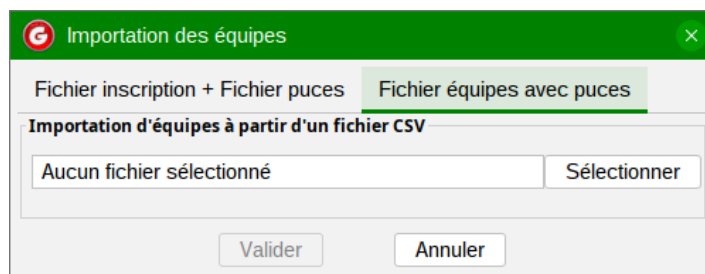 Importation des équipes
Fichier inscription + Fichier puces Fichier équipes avec puces
Importation d'équipes à partir d'un fichier CSV
Aucun fichier sélectionné Sélectionner
Valider Annuler